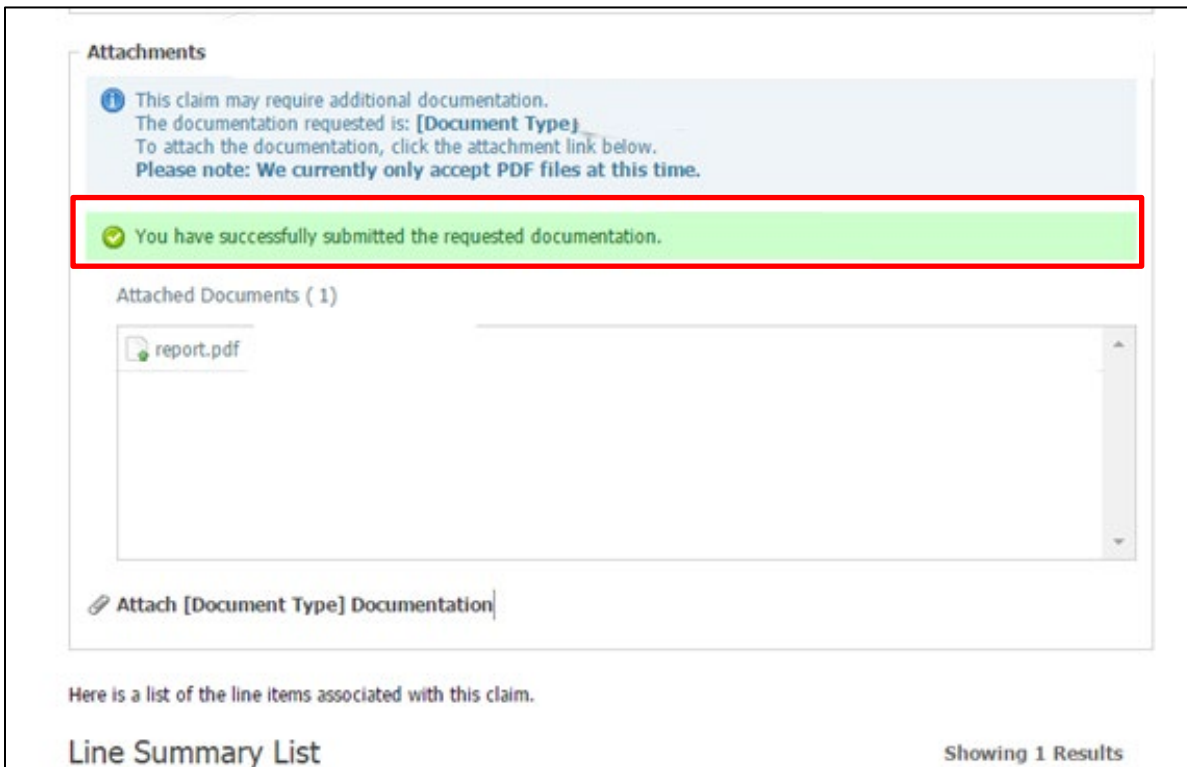 Attachments
This claim may require additional documentation.
The documentation requested is: [Document Type]
To attach the documentation, click the attachment link below.
Please note: We currently only accept PDF files at this time.
You have successfully submitted the requested documentation.
Attached Documents ( 1)
report.pdf
Attach [Document Type] Documentation
Here is a list of the line items associated with this claim.
Line Summary List
Showing 1 Results